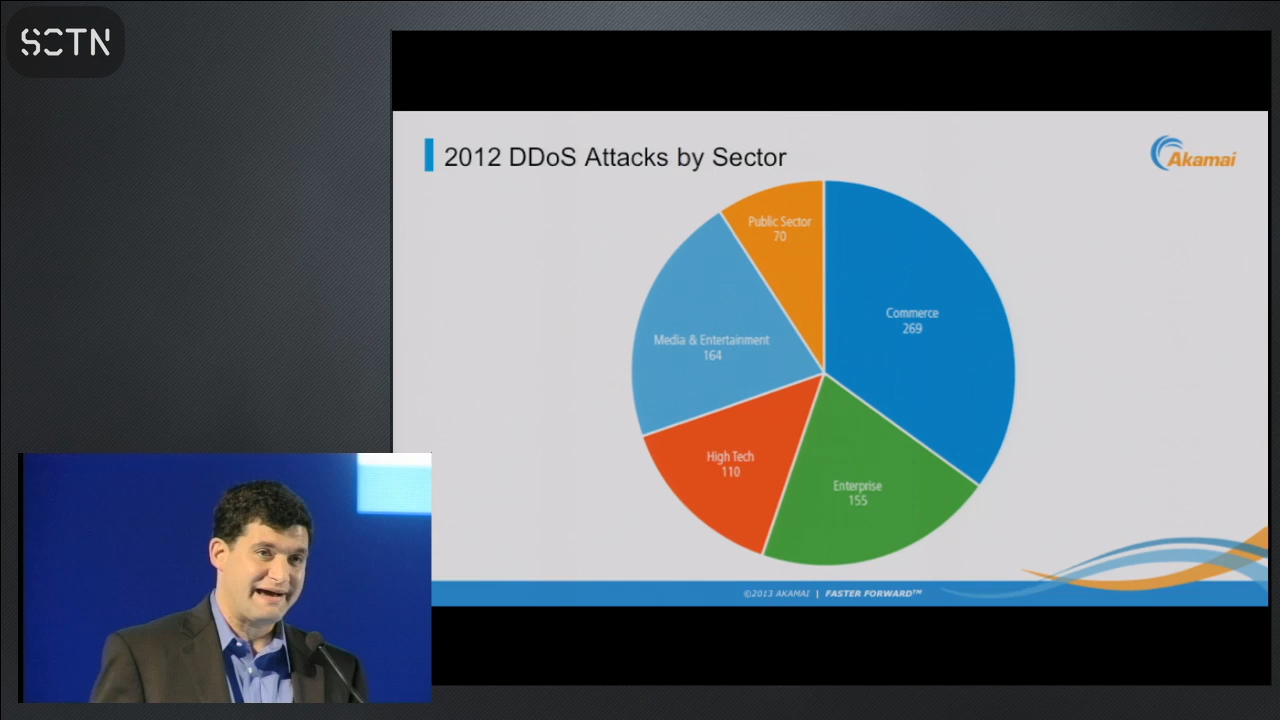 SCTN
2012 DDoS Attacks by Sector
Akamai
Public Sector
70
Commerce
269
Media & Entertainment
164
High Tech
110
Enterprise
155
©2013 AKAMAI | FASTER FORWARD™